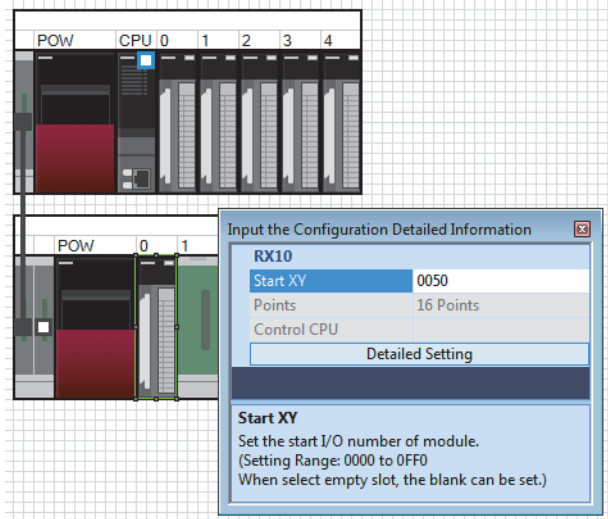 POW CPU 0 1 2 3 4
POW 0 1
Input the Configuration Detailed Information
RX10
Start XY 0050
Points 16 Points
Control CPU
Detailed Setting
Start XY
Set the start I/O number of module.
(Setting Range: 0000 to 0FF0
When select empty slot, the blank can be set.)